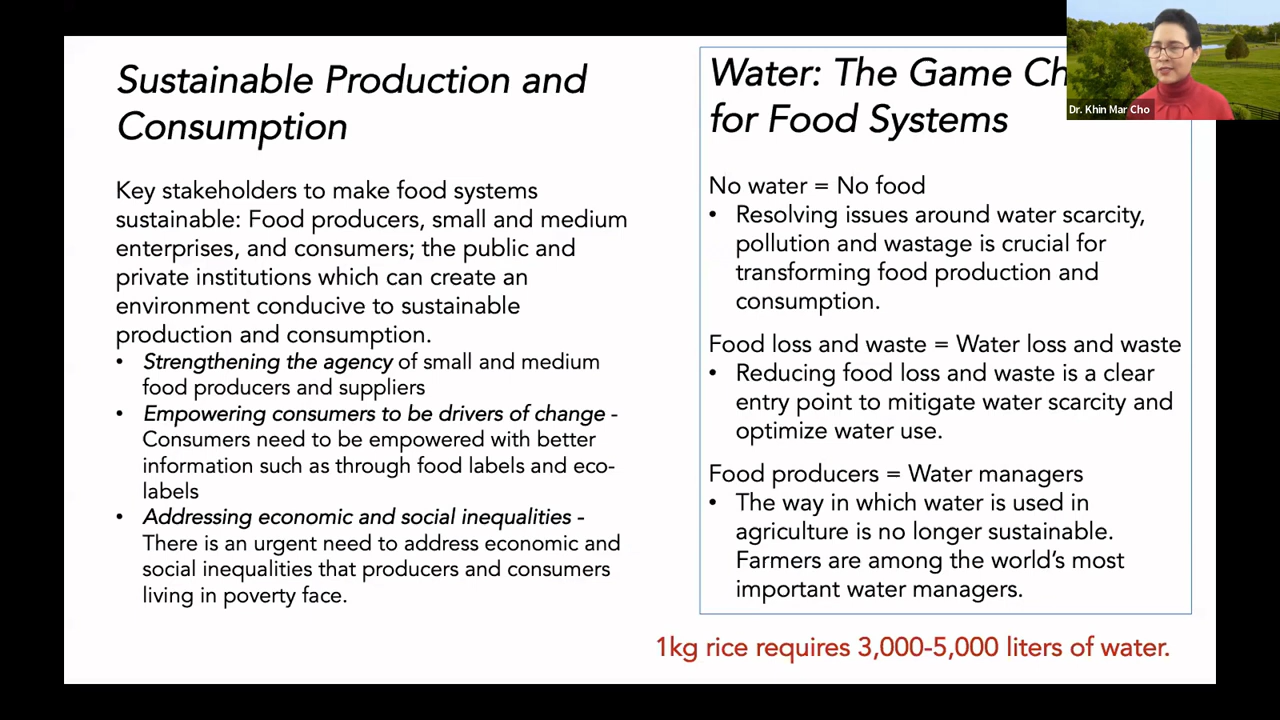 Sustainable Production and
Consumption
Key stakeholders to make food systems
sustainable: Food producers, small and medium
enterprises, and consumers; the public and
private institutions which can create an
environment conducive to sustainable
production and consumption.
• Strengthening the agency of small and medium
food producers and suppliers
• Empowering consumers to be drivers of change -
Consumers need to be empowered with better
information such as through food labels and eco-
labels
• Addressing economic and social inequalities -
There is an urgent need to address economic and
social inequalities that producers and consumers
living in poverty face.
Water: The Game Ch
for Food Systems
No water = No food
• Resolving issues around water scarcity,
pollution and wastage is crucial for
transforming food production and
consumption.
Food loss and waste = Water loss and waste
• Reducing food loss and waste is a clear
entry point to mitigate water scarcity and
optimize water use.
Food producers = Water managers
• The way in which water is used in
agriculture is no longer sustainable.
Farmers are among the world's most
important water managers.
1kg rice requires 3,000-5,000 liters of water.
Dr. Khin Mar Cho